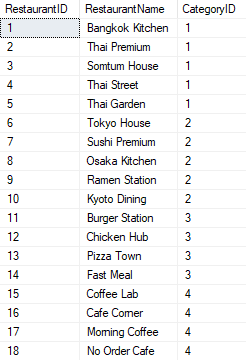 RestaurantID RestaurantName CategoryID
1 Bangkok Kitchen 1
2 Thai Premium 1
3 Somtum House 1
4 Thai Street 1
5 Thai Garden 1
6 Tokyo House 2
7 Sushi Premium 2
8 Osaka Kitchen 2
9 Ramen Station 2
10 Kyoto Dining 2
11 Burger Station 3
12 Chicken Hub 3
13 Pizza Town 3
14 Fast Meal 3
15 Coffee Lab 4
16 Cafe Corner 4
17 Morning Coffee 4
18 No Order Cafe 4